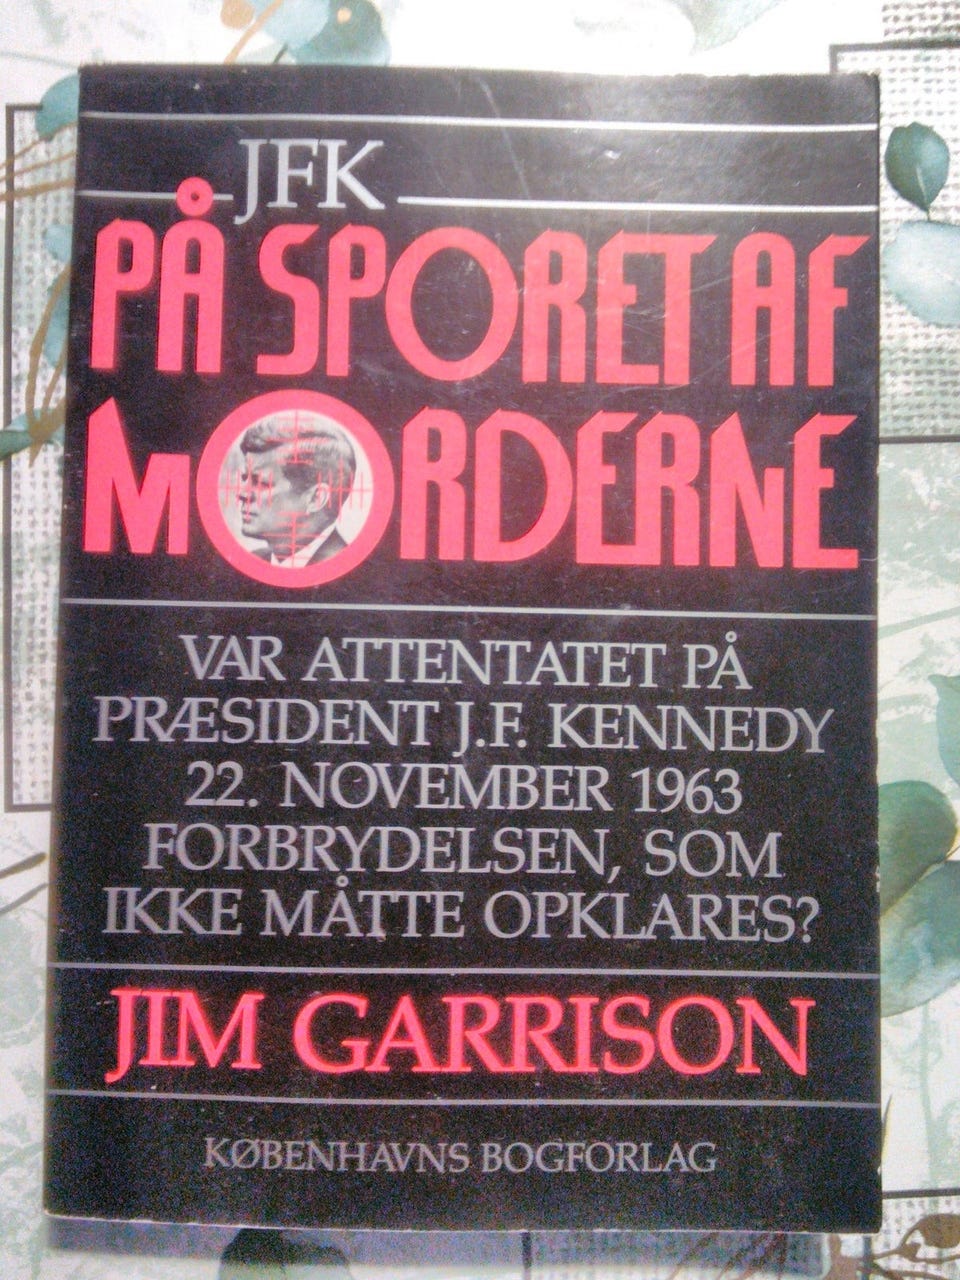 JFK
PÅ SPORET AF
MORDERNE
VAR ATTENTATET PÅ
PRÆSIDENT J.F. KENNEDY
22. NOVEMBER 1963
FORBRYDELSEN, SOM
IKKE MÅTTE OPKLARES?
JIM GARRISON
KØBENHAVNS BOGFORLAG